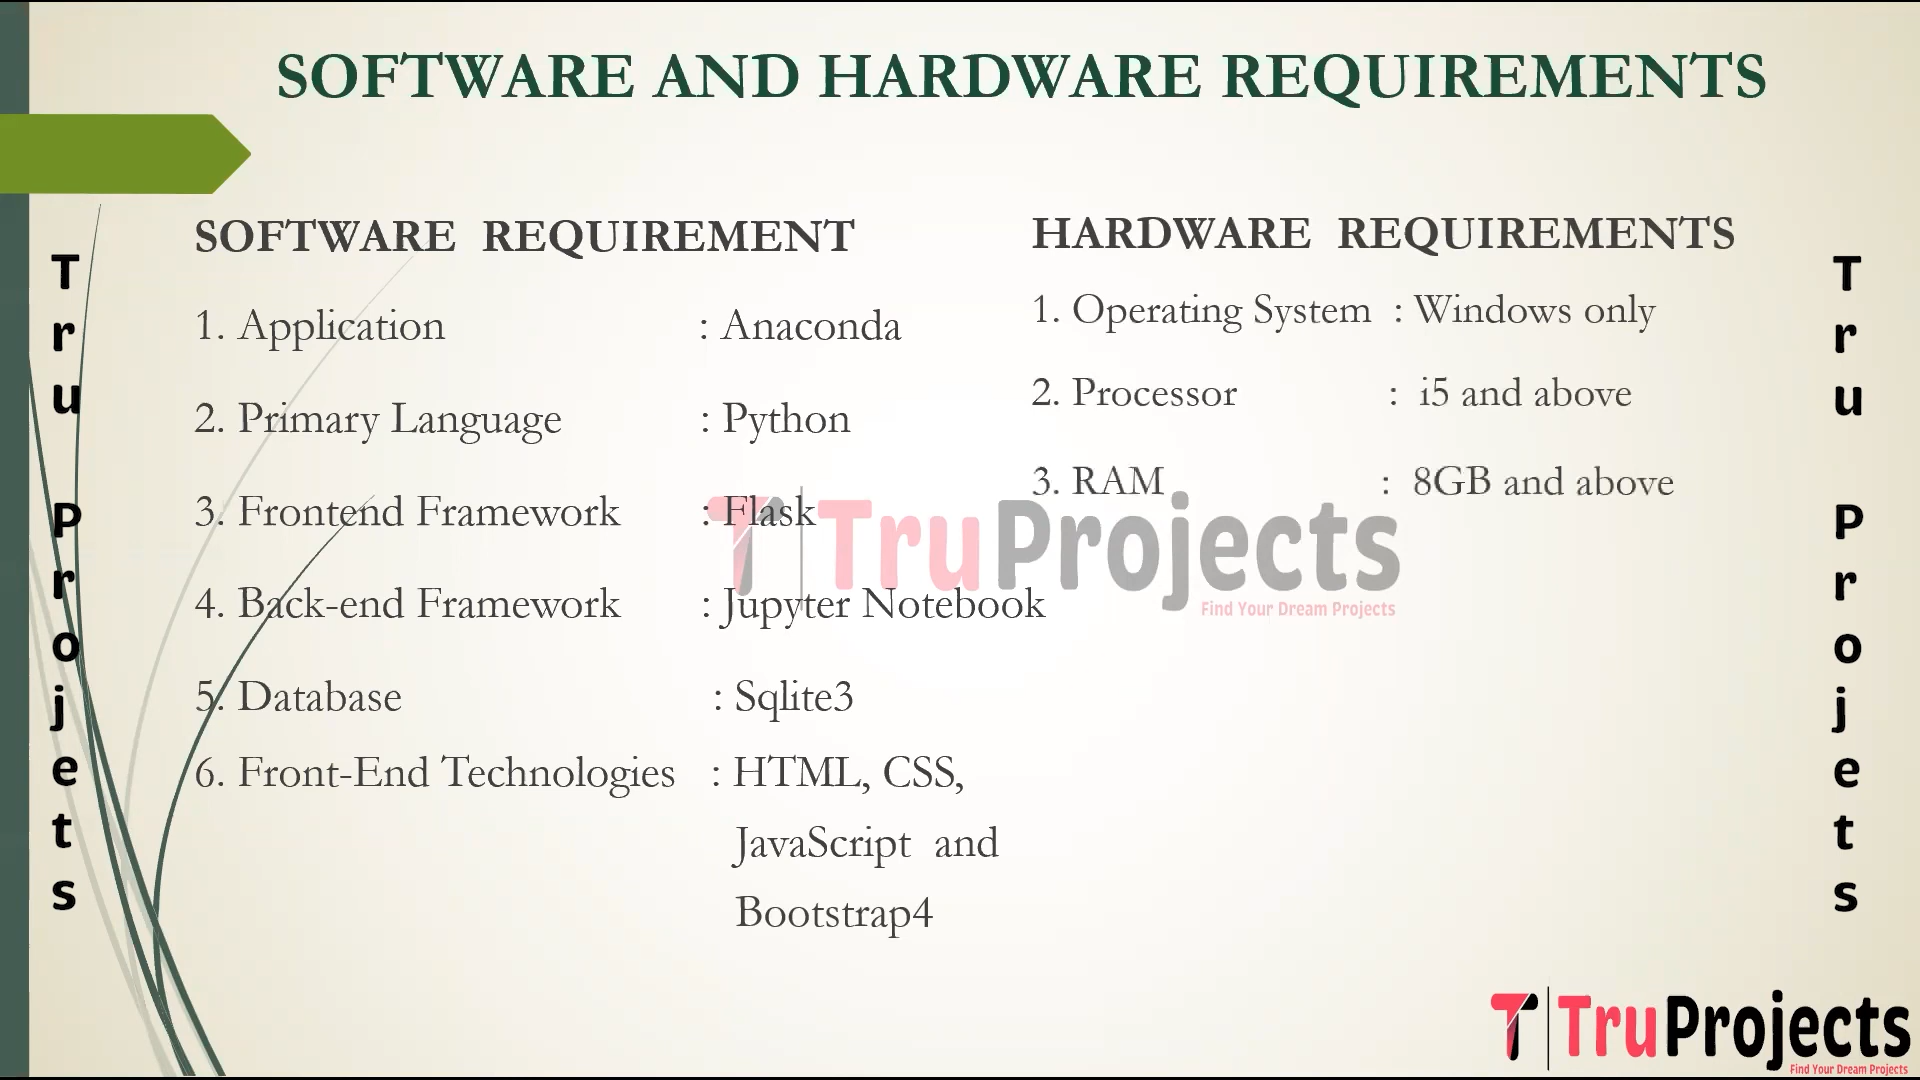 SOFTWARE AND HARDWARE REQUIREMENTS
SOFTWARE REQUIREMENT
1. Application : Anaconda
2. Primary Language : Python
3. Frontend Framework : Flask
4. Back-end Framework : Jupyter Notebook
5. Database : Sqlite3
6. Front-End Technologies : HTML, CSS,
JavaScript and
Bootstrap4
HARDWARE REQUIREMENTS
1. Operating System : Windows only
2. Processor : i5 and above
3. RAM : 8GB and above
Tru Projets
Tru Projets
TruProjects
Find Your Dream Projects
TruProjects
Find Your Dream Projects